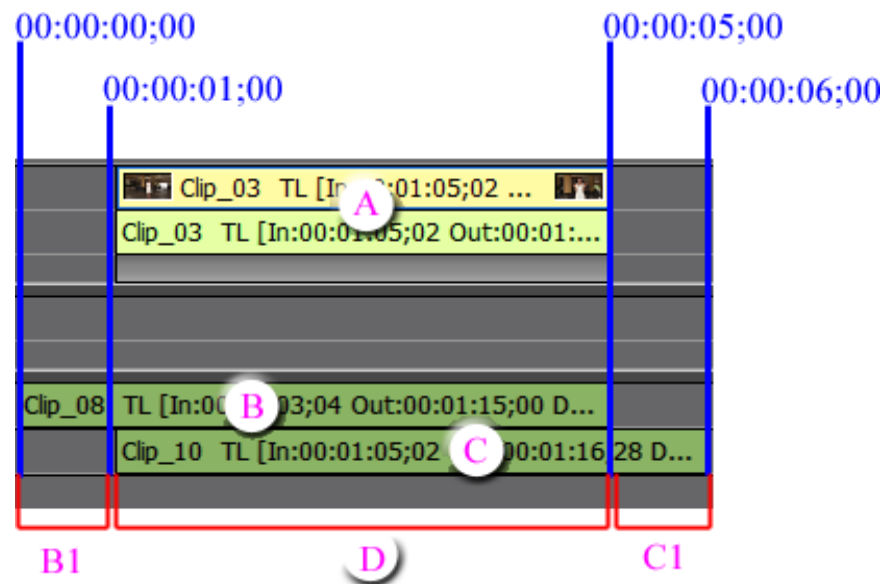 00:00:00;00 00:00:05;00
00:00:01;00 00:00:06;00
Clip_03 TL [In :01:05;02 ...
A
Clip_03 TL [In:00:01:05;02 Out:00:01:...
Clip_08 TL [In:00 B 03;04 Out:00:01:15;00 D...
Clip_10 TL [In:00:01:05;02 C 00:01:16;28 D...
B1 D C1